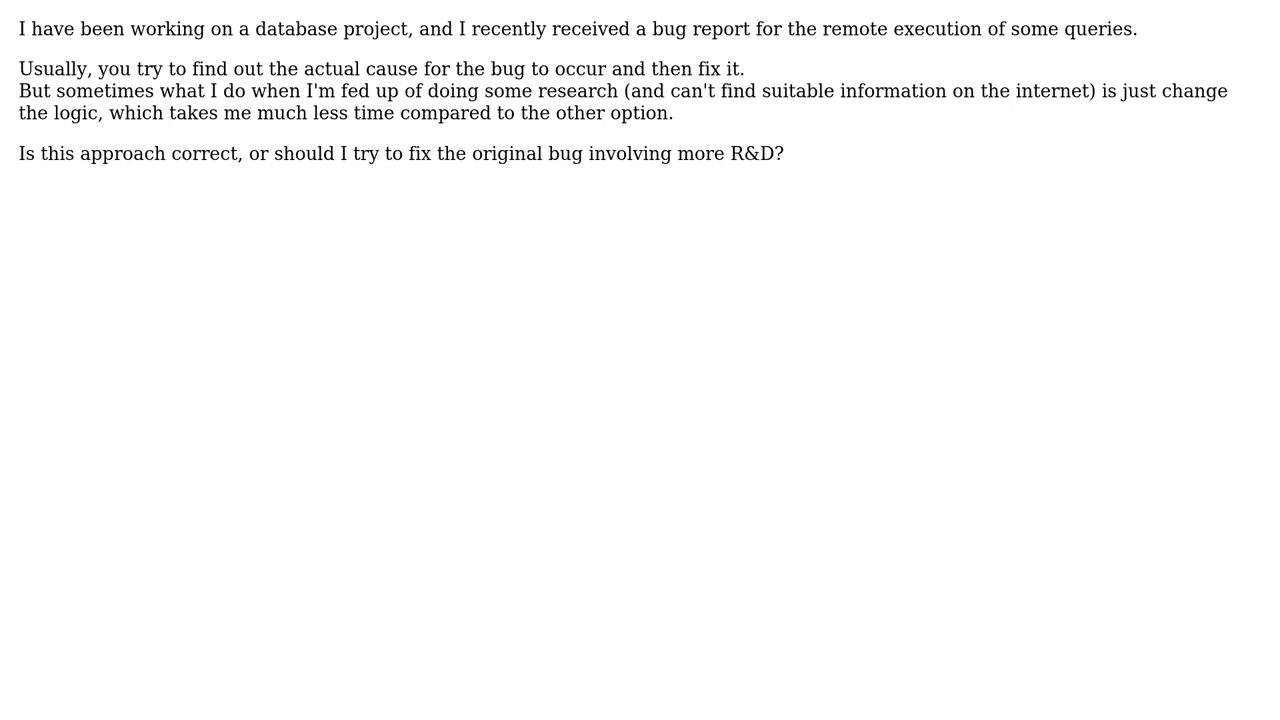 I have been working on a database project, and I recently received a bug report for the remote execution of some queries.
Usually, you try to find out the actual cause for the bug to occur and then fix it.
But sometimes what I do when I'm fed up of doing some research (and can't find suitable information on the internet) is just change
the logic, which takes me much less time compared to the other option.
Is this approach correct, or should I try to fix the original bug involving more R&D?